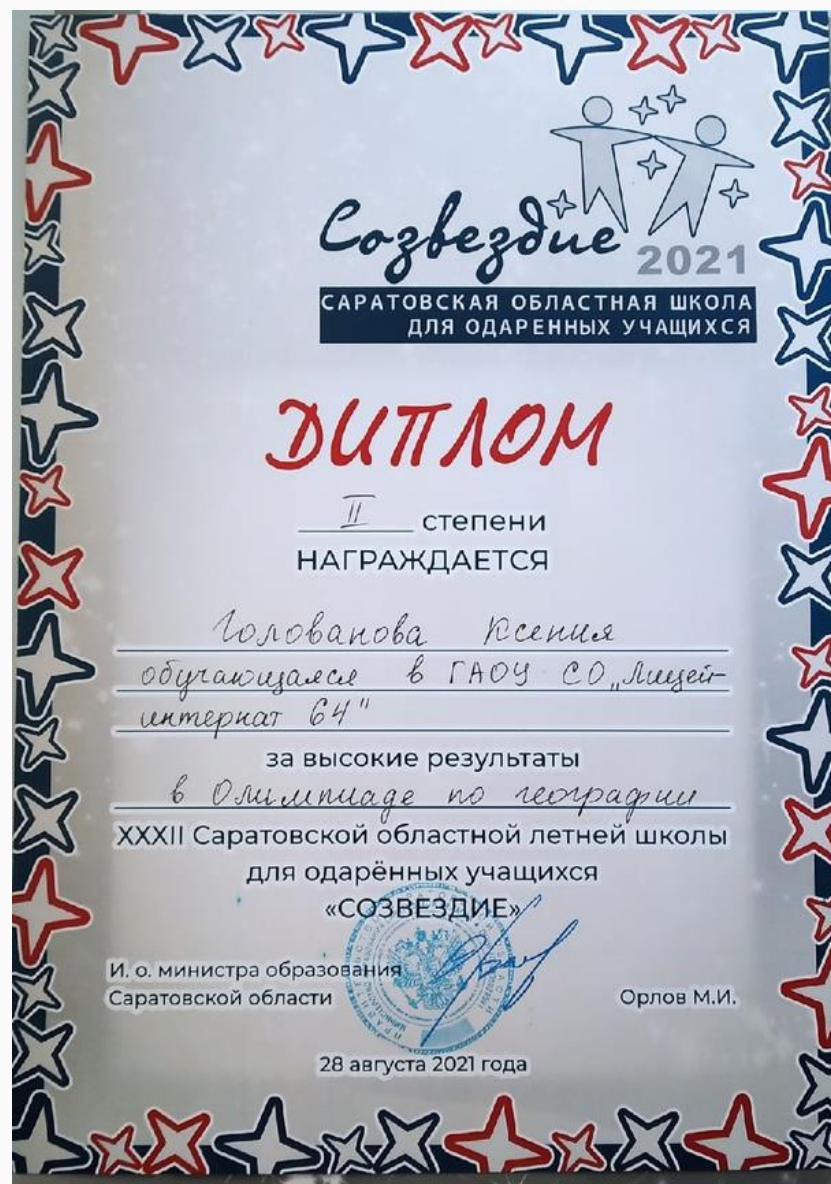 Созвездие 2021
САРАТОВСКАЯ ОБЛАСТНАЯ ШКОЛА
ДЛЯ ОДАРЕННЫХ УЧАЩИХСЯ
ДИПЛОМ
II степени
НАГРАЖДАЕТСЯ
Голованова Ксения
обучающаяся в ГАОУ СО „Лицей-
интернат 64"
за высокие результаты
в Олимпиаде по географии
XXXII Саратовской областной летней школы
для одарённых учащихся
«СОЗВЕЗДИЕ»
И. о. министра образования
Саратовской области
Орлов М.И.
28 августа 2021 года